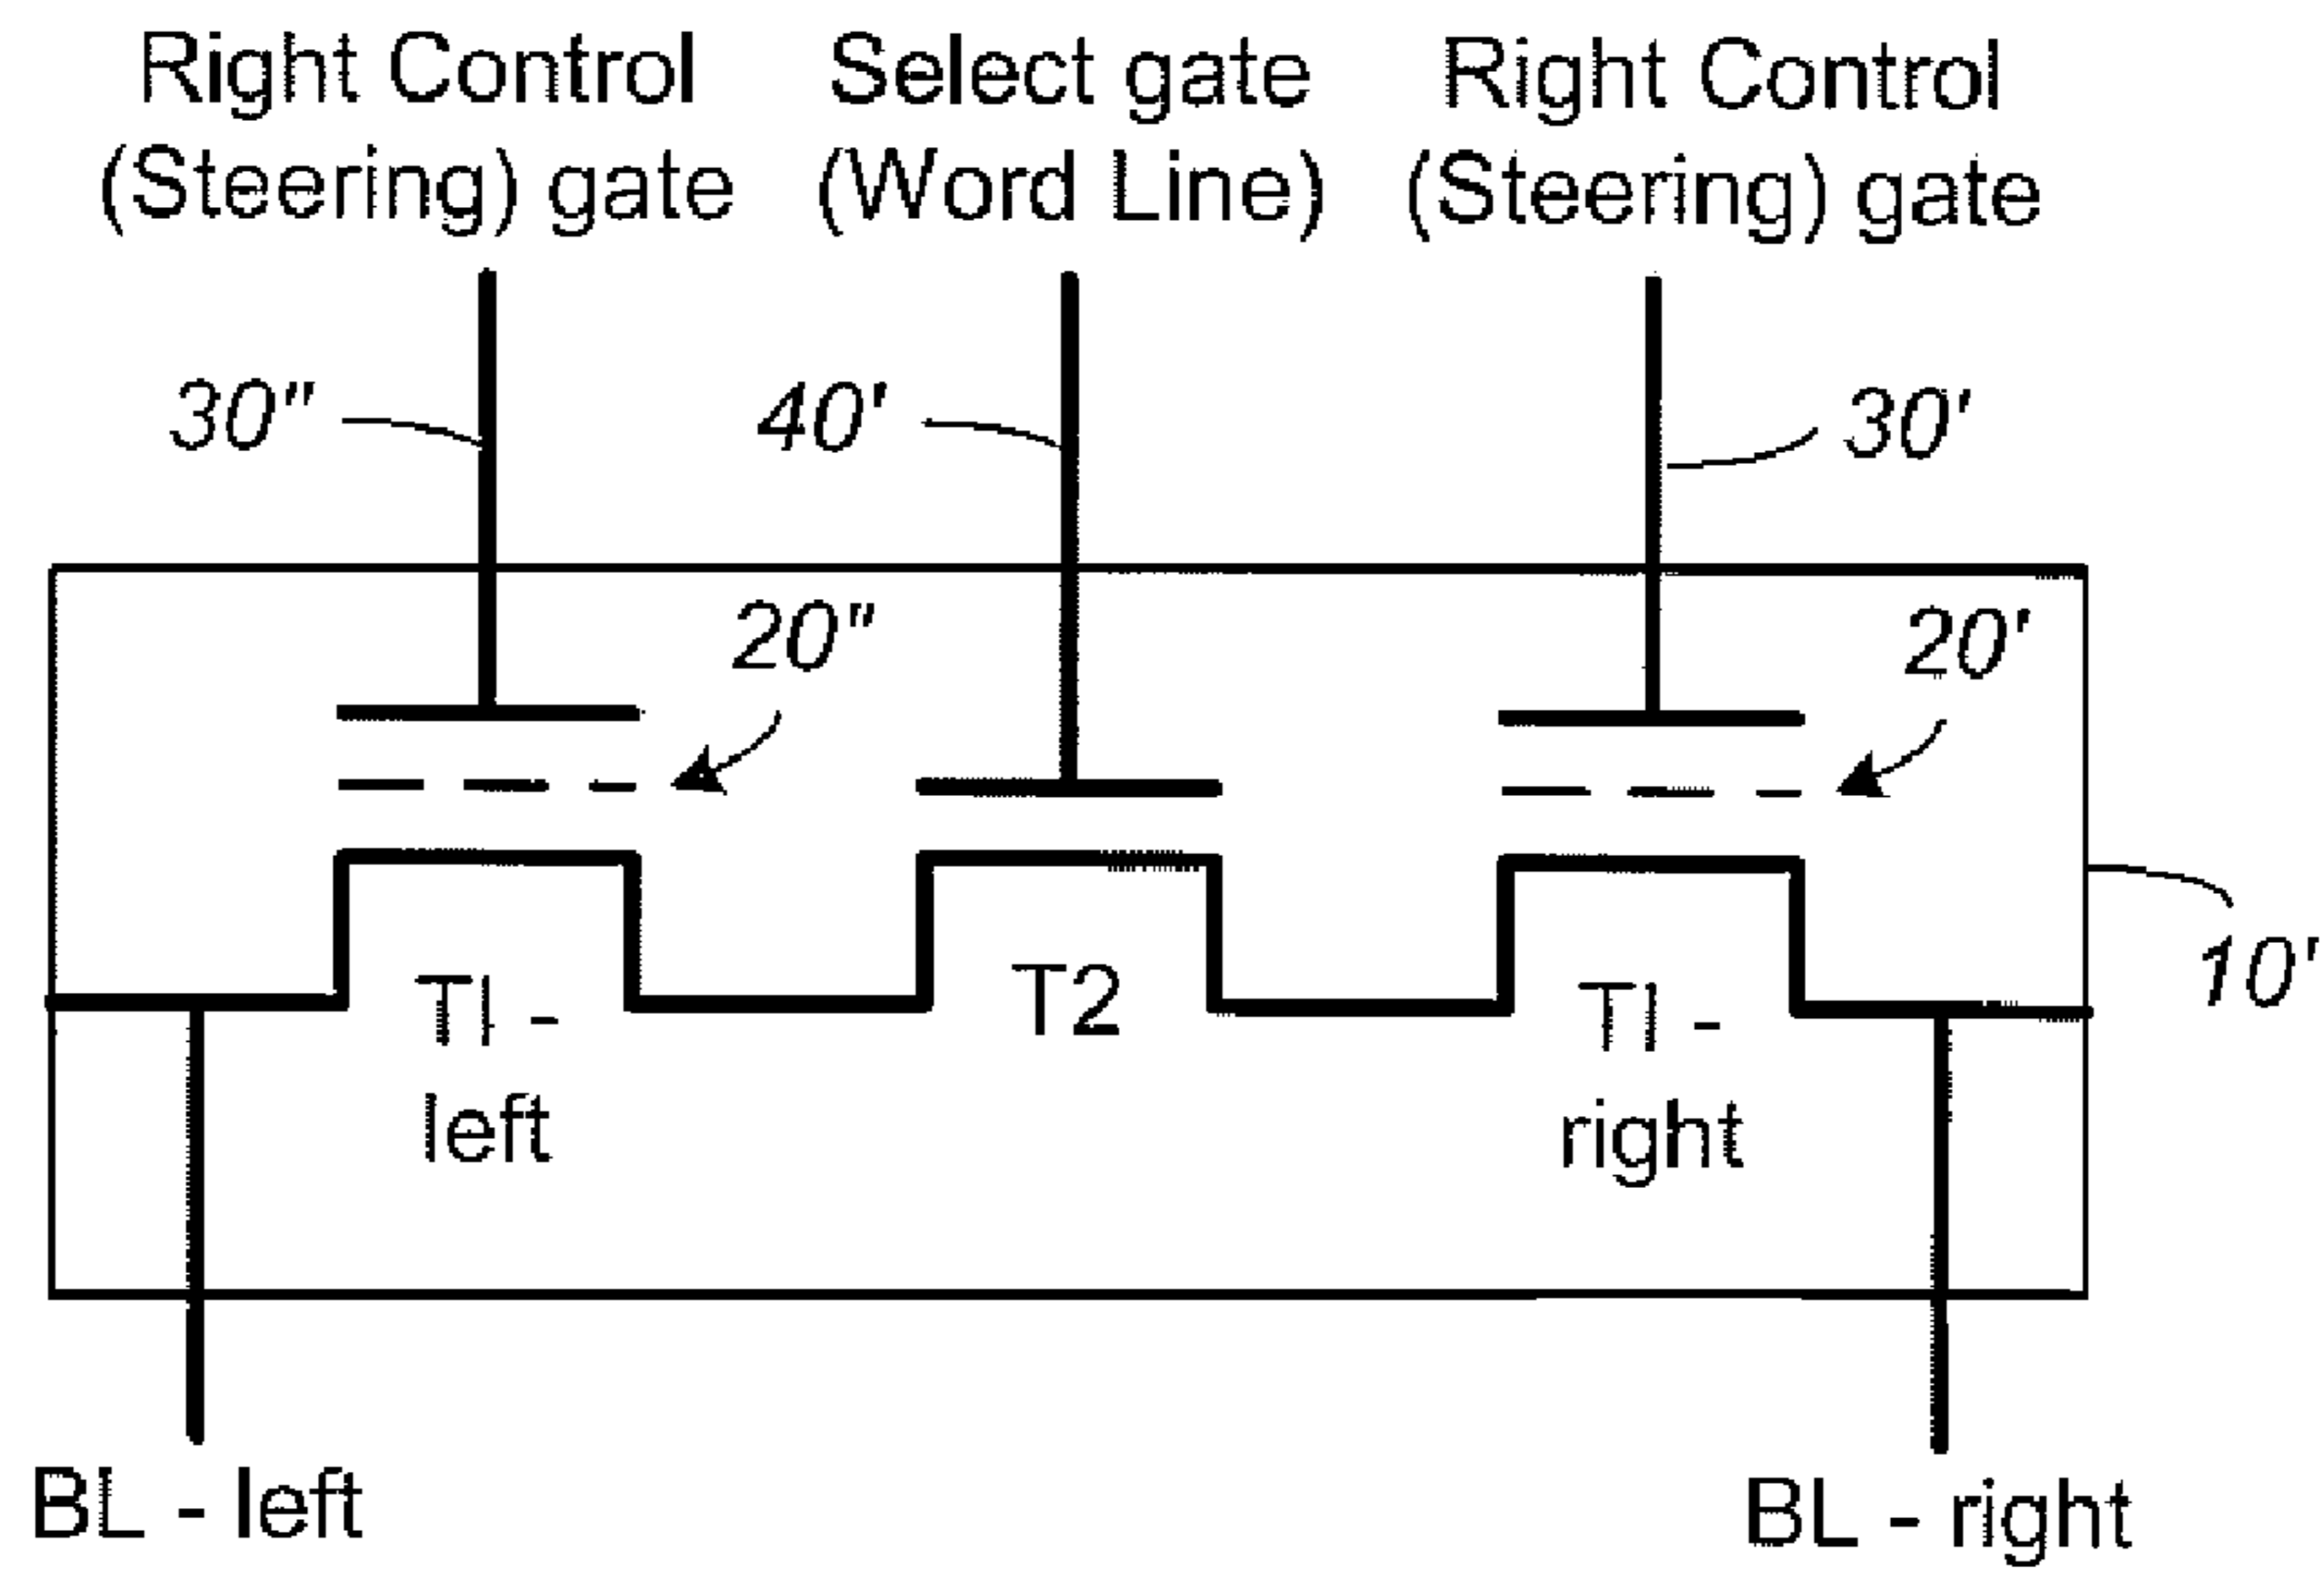 Right Control
(Steering) gate
Select gate
(Word Line)
Right Control
(Steering) gate
30"
40'
30'
20"
20'
10'
TI -
left
T2
TI -
right
BL - left
BL - right